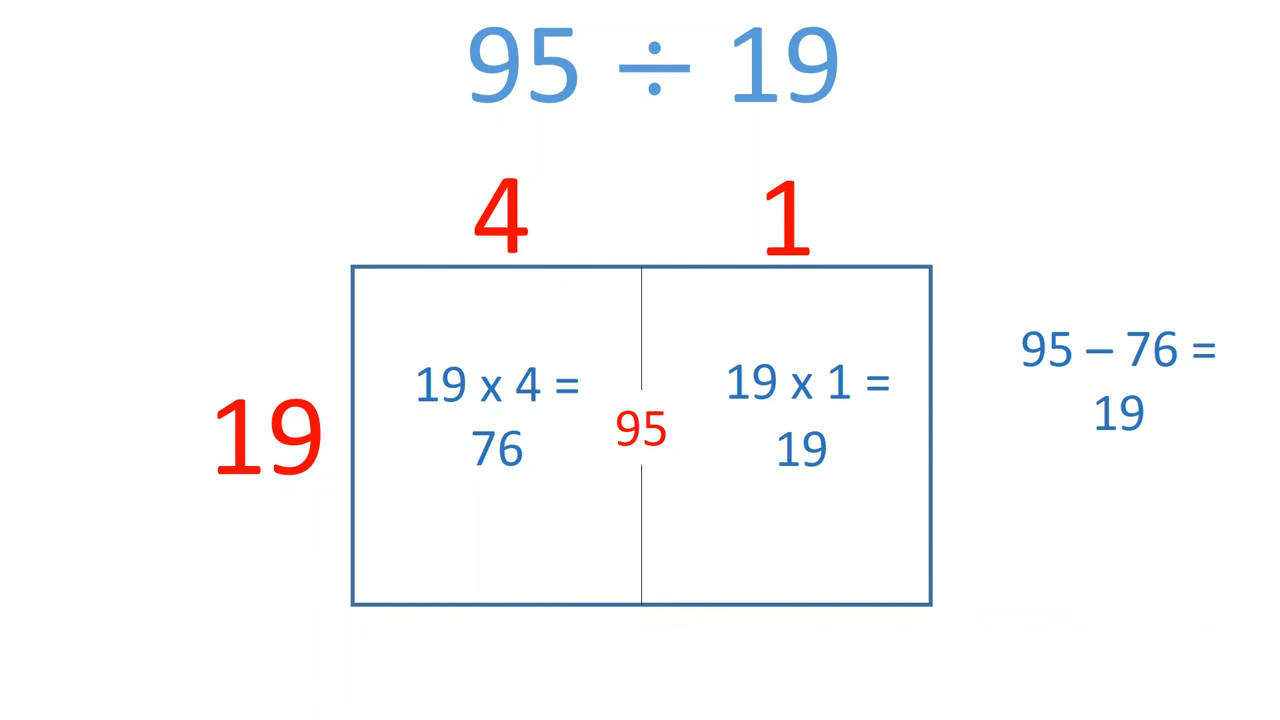 95 ÷ 19
4 1
19
19 x 4 =
76
95
19 x 1 =
19
95 – 76 =
19